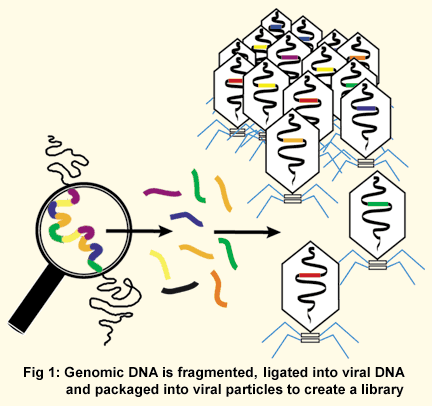 Fig 1: Genomic DNA is fragmented, ligated into viral DNA
and packaged into viral particles to create a library